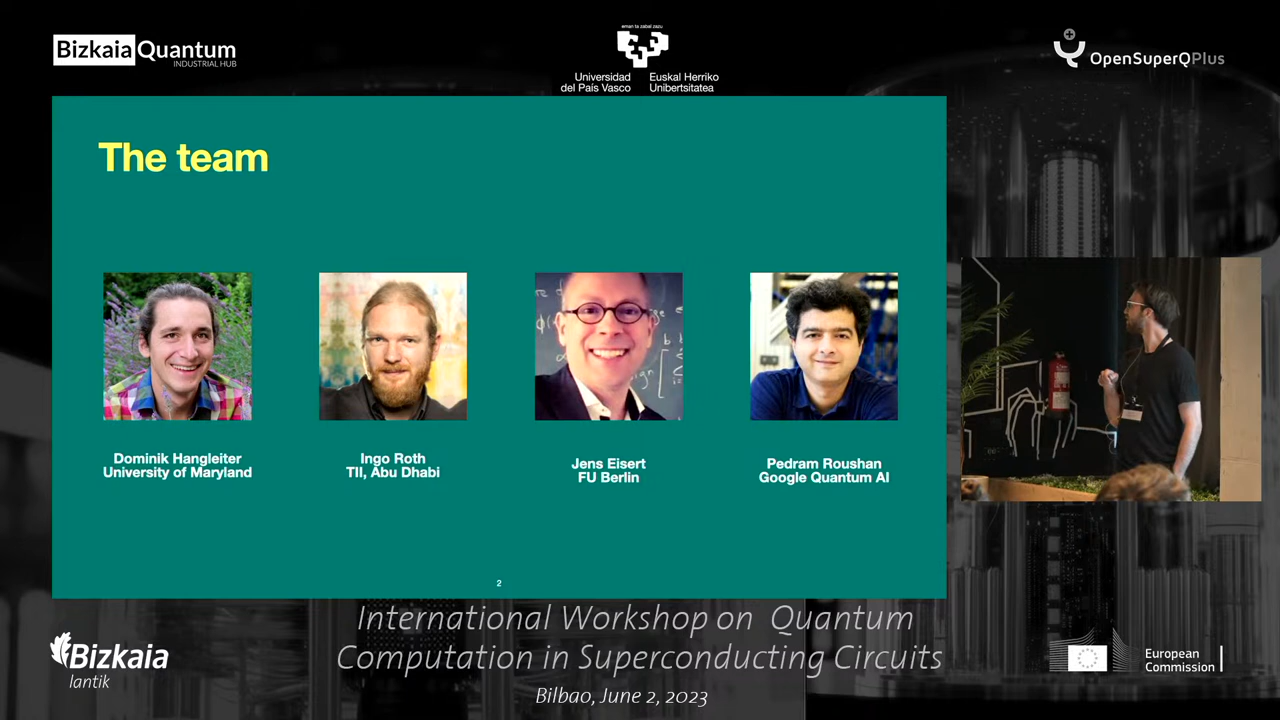 Bizkaia Quantum
INDUSTRIAL HUB
eman ta zabal zazu
Universidad
del País Vasco
Euskal Herriko
Unibertsitatea
OpenSuperQPlus
The team
Dominik Hangleiter
University of Maryland
Ingo Roth
TII, Abu Dhabi
Jens Eisert
FU Berlin
Pedram Roushan
Google Quantum AI
2
International Workshop on Quantum
Computation in Superconducting Circuits
Bilbao, June 2, 2023
Bizkaia
lantik
European
Commission